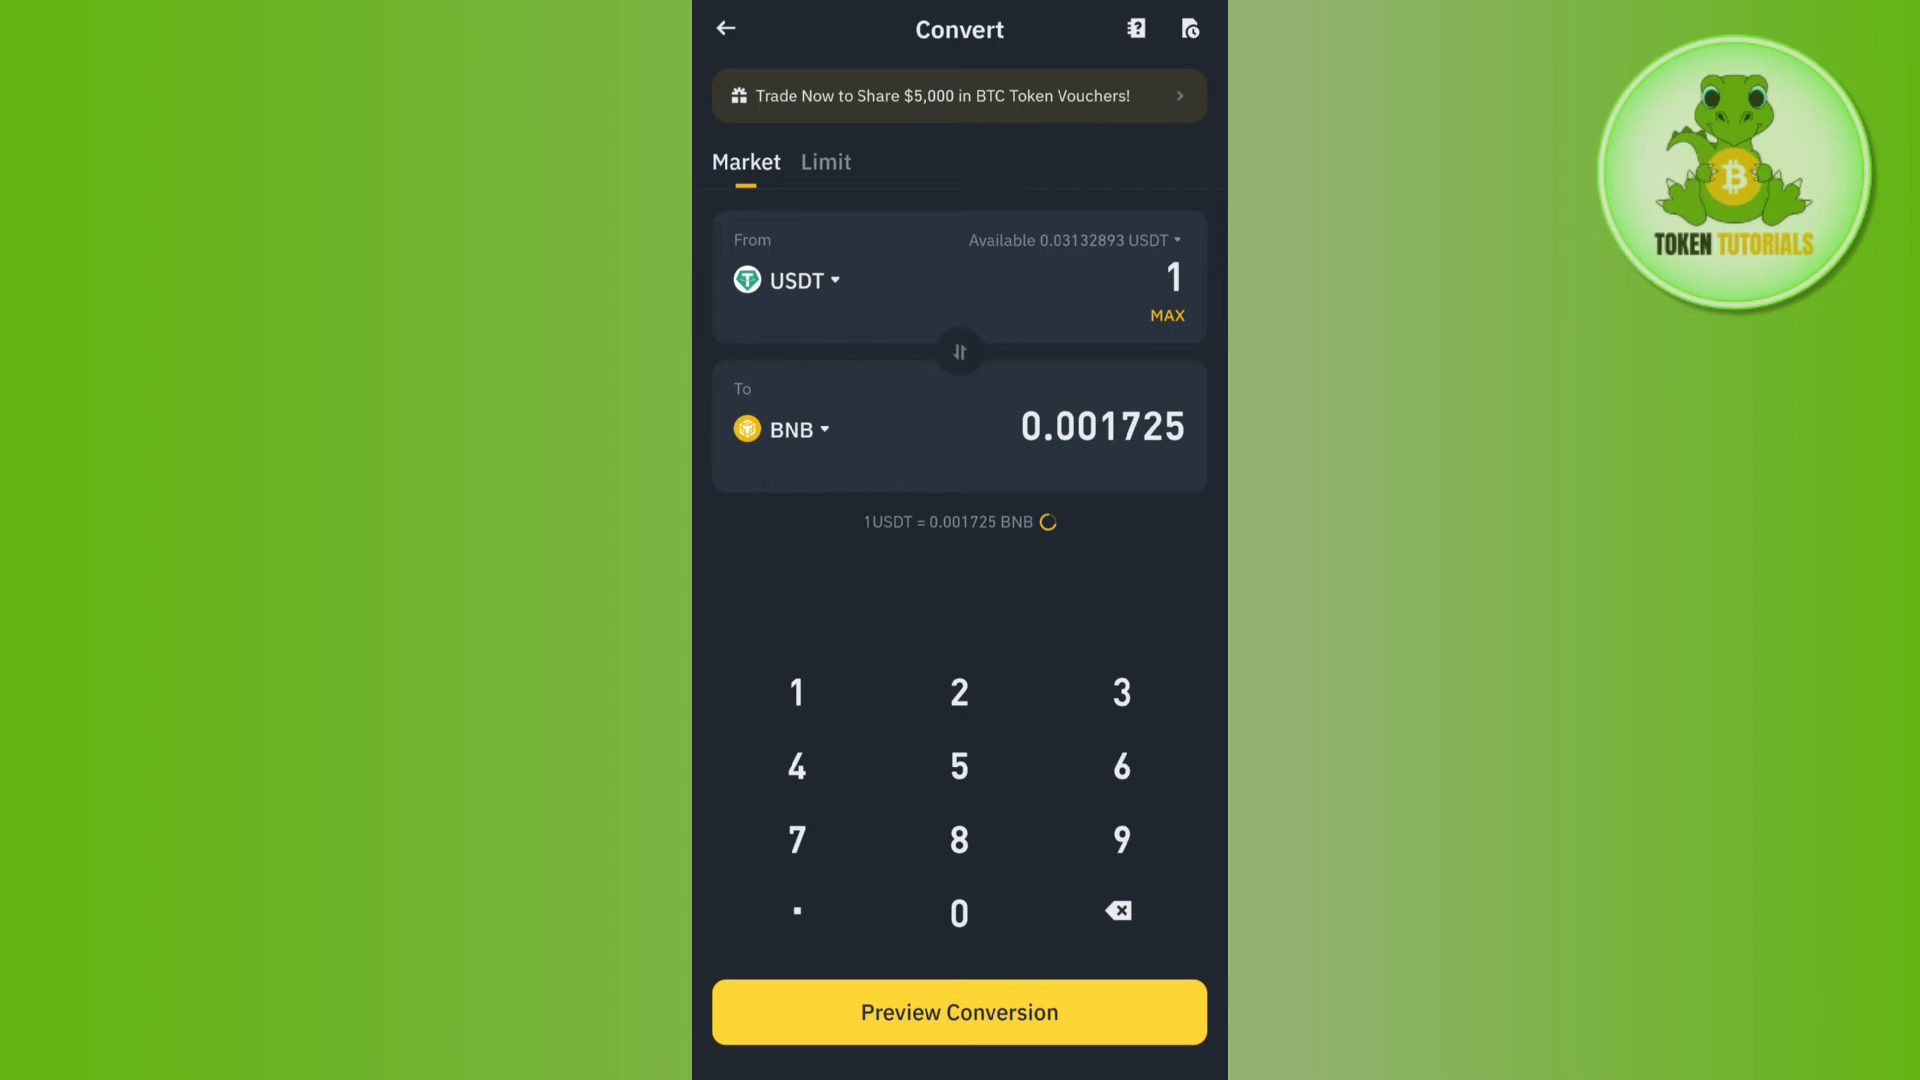 Convert
Trade Now to Share $5,000 in BTC Token Vouchers!
Market Limit
From Available 0.03132893 USDT
USDT 1
MAX
To
BNB 0.001725
1USDT = 0.001725 BNB
1 2 3
4 5 6
7 8 9
. 0
Preview Conversion
TOKEN TUTORIALS